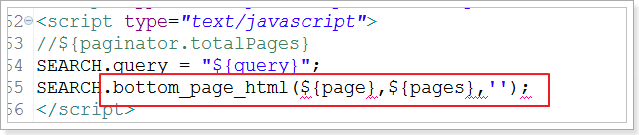 52 <script type="text/javascript">
53 //${paginator.totalPages}
54 SEARCH.query = "${query}";
55 SEARCH.bottom_page_html(${page},${pages},'');
56 </script>